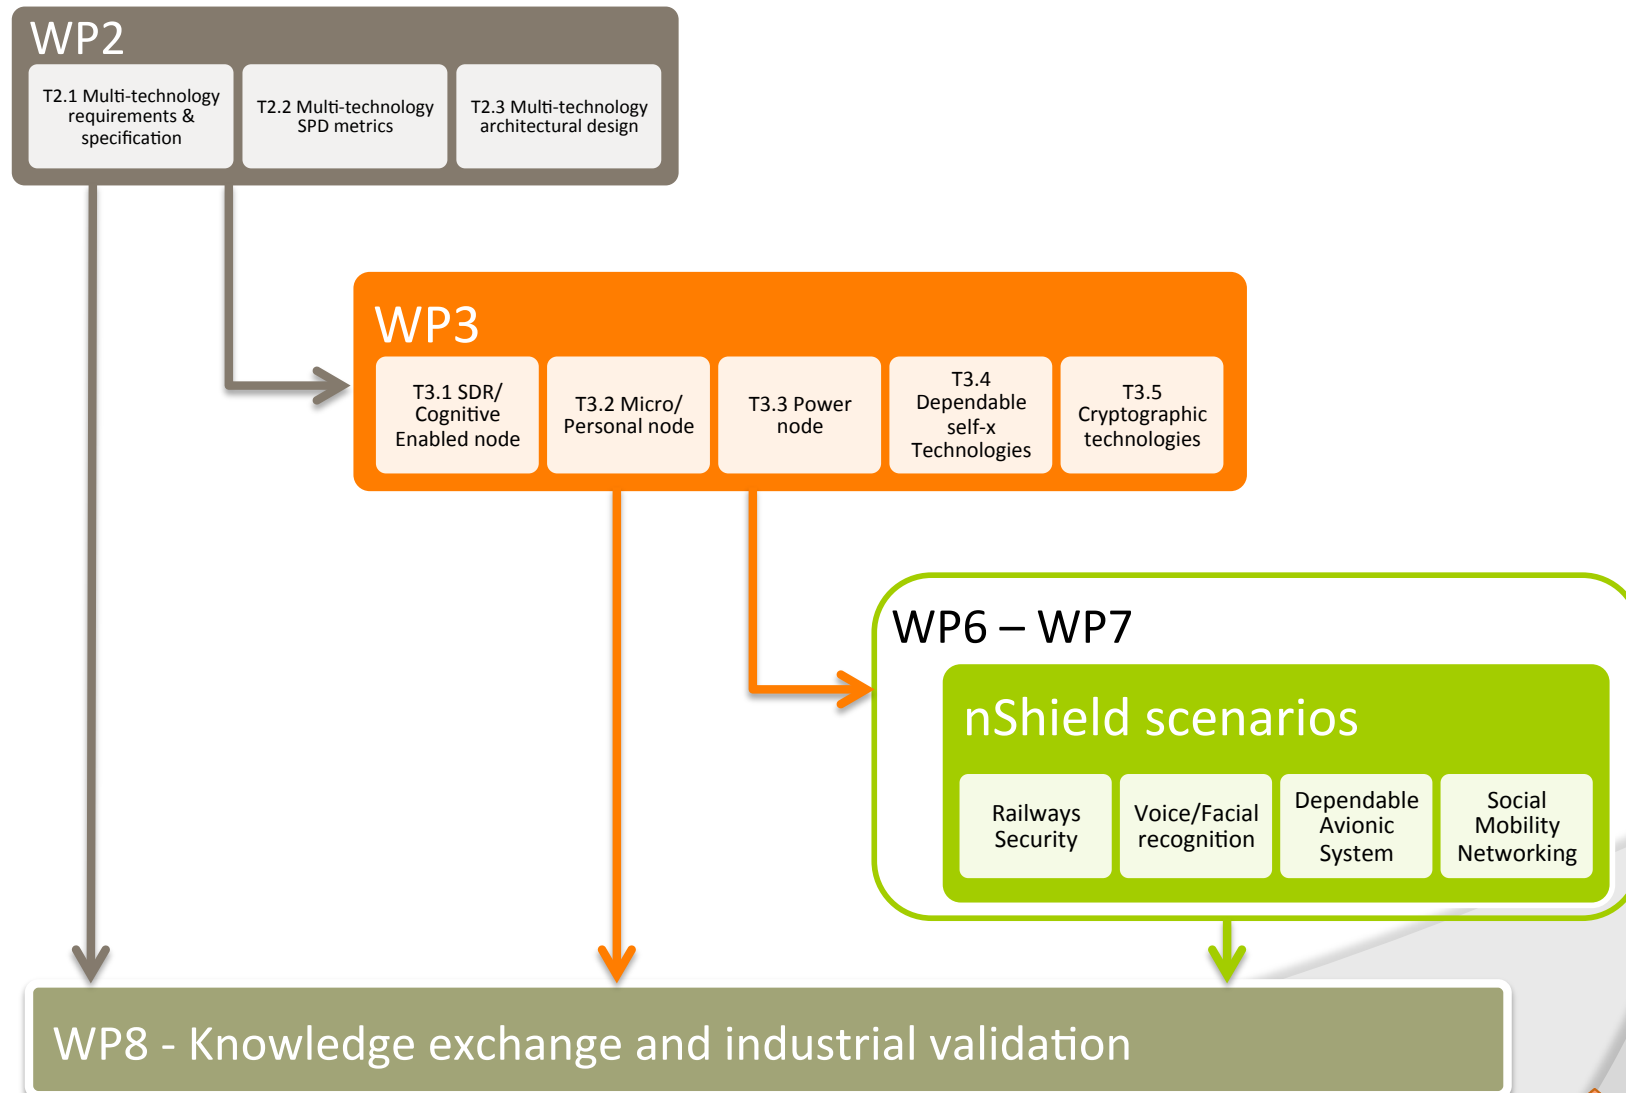 WP2
T2.1 Multi-technology
requirements &
specification
T2.2 Multi-technology
SPD metrics
T2.3 Multi-technology
architectural design
WP3
T3.1 SDR/
Cognitive
Enabled node
T3.2 Micro/
Personal node
T3.3 Power
node
T3.4
Dependable
self-x
Technologies
T3.5
Cryptographic
technologies
WP6 – WP7
nShield scenarios
Railways
Security
Voice/Facial
recognition
Dependable
Avionic
System
Social
Mobility
Networking
WP8 - Knowledge exchange and industrial validation